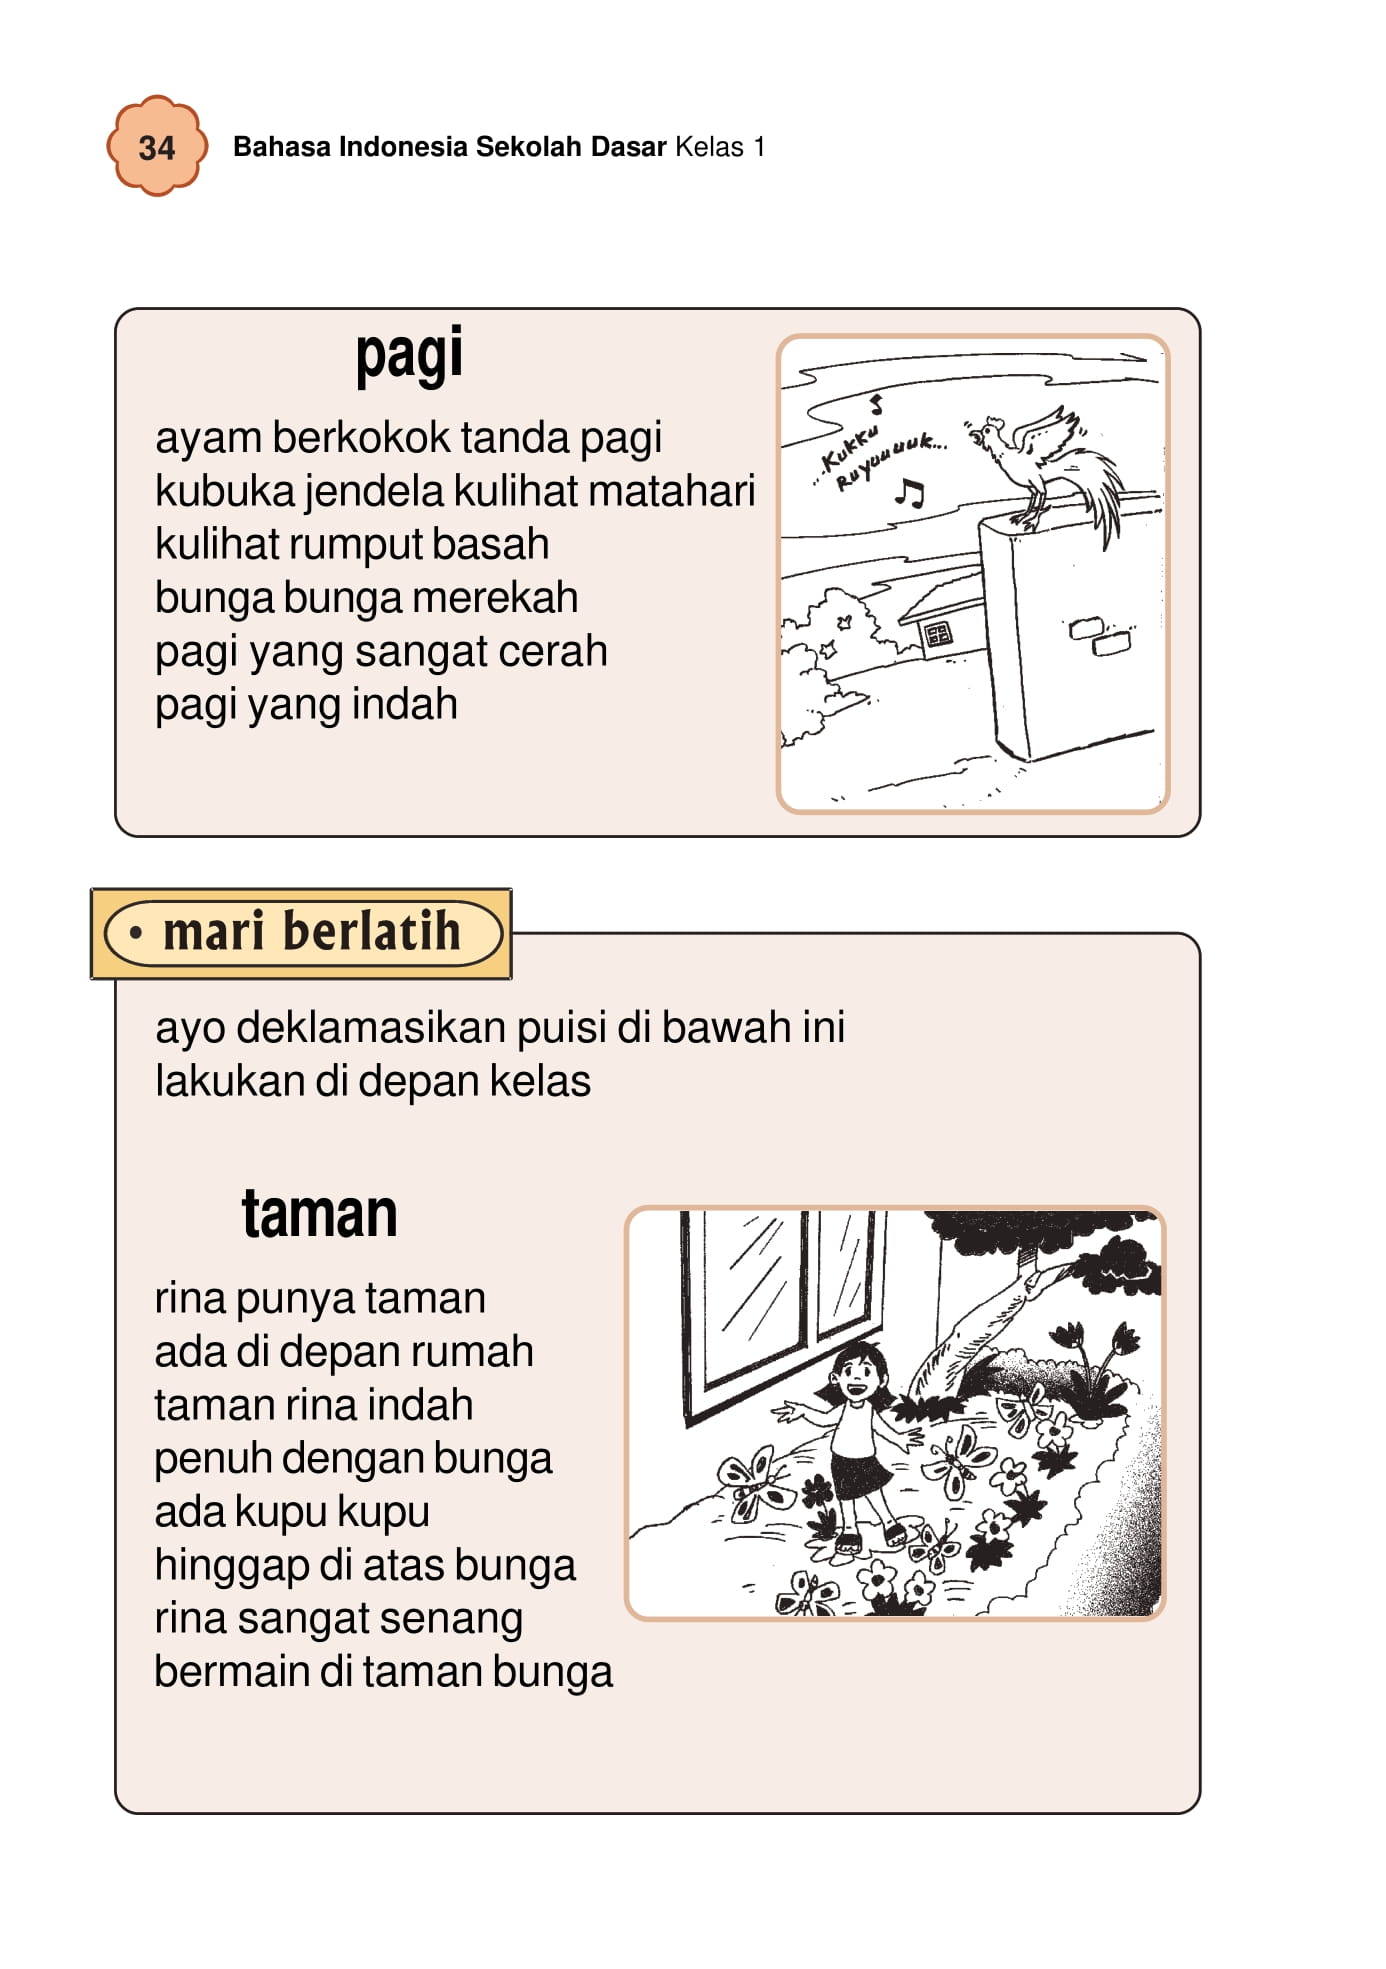 34
Bahasa Indonesia Sekolah Dasar Kelas 1
pagi
ayam berkokok tanda pagi
kubuka jendela kulihat matahari
kulihat rumput basah
bunga bunga merekah
pagi yang sangat cerah
pagi yang indah
...Kukku
Ruyuuuuuk...
• mari berlatih
ayo deklamasikan puisi di bawah ini
lakukan di depan kelas
taman
rina punya taman
ada di depan rumah
taman rina indah
penuh dengan bunga
ada kupu kupu
hinggap di atas bunga
rina sangat senang
bermain di taman bunga